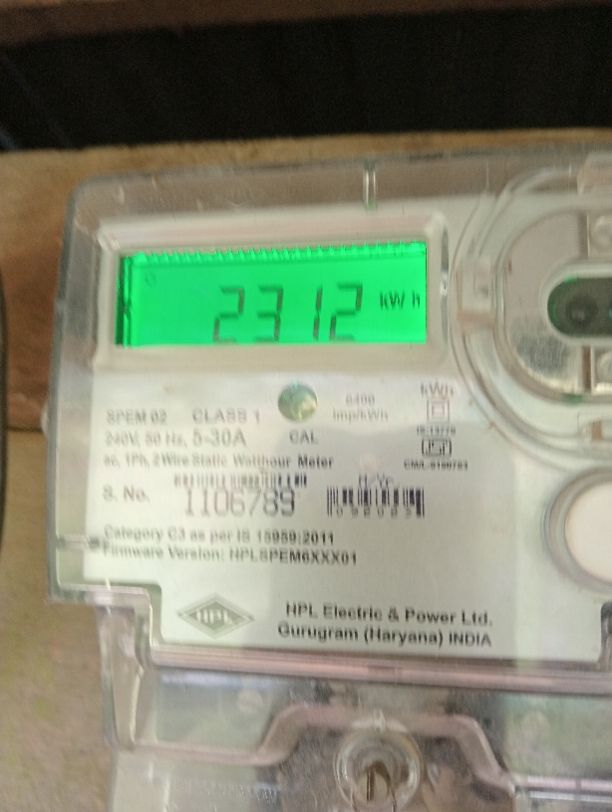 2312 kWh
kWh
SPEM 02 CLASS 1 6400 imp/kWh
240V, 50 Hz, 5-30A CAL
ac, 1Ph, 2Wire Static Watthour Meter
S. No. 1106789
M/Yr.
Category C3 as per IS 15959:2011
Firmware Version: HPLSPEM6XXX01
HPL
HPL Electric & Power Ltd.
Gurugram (Haryana) INDIA